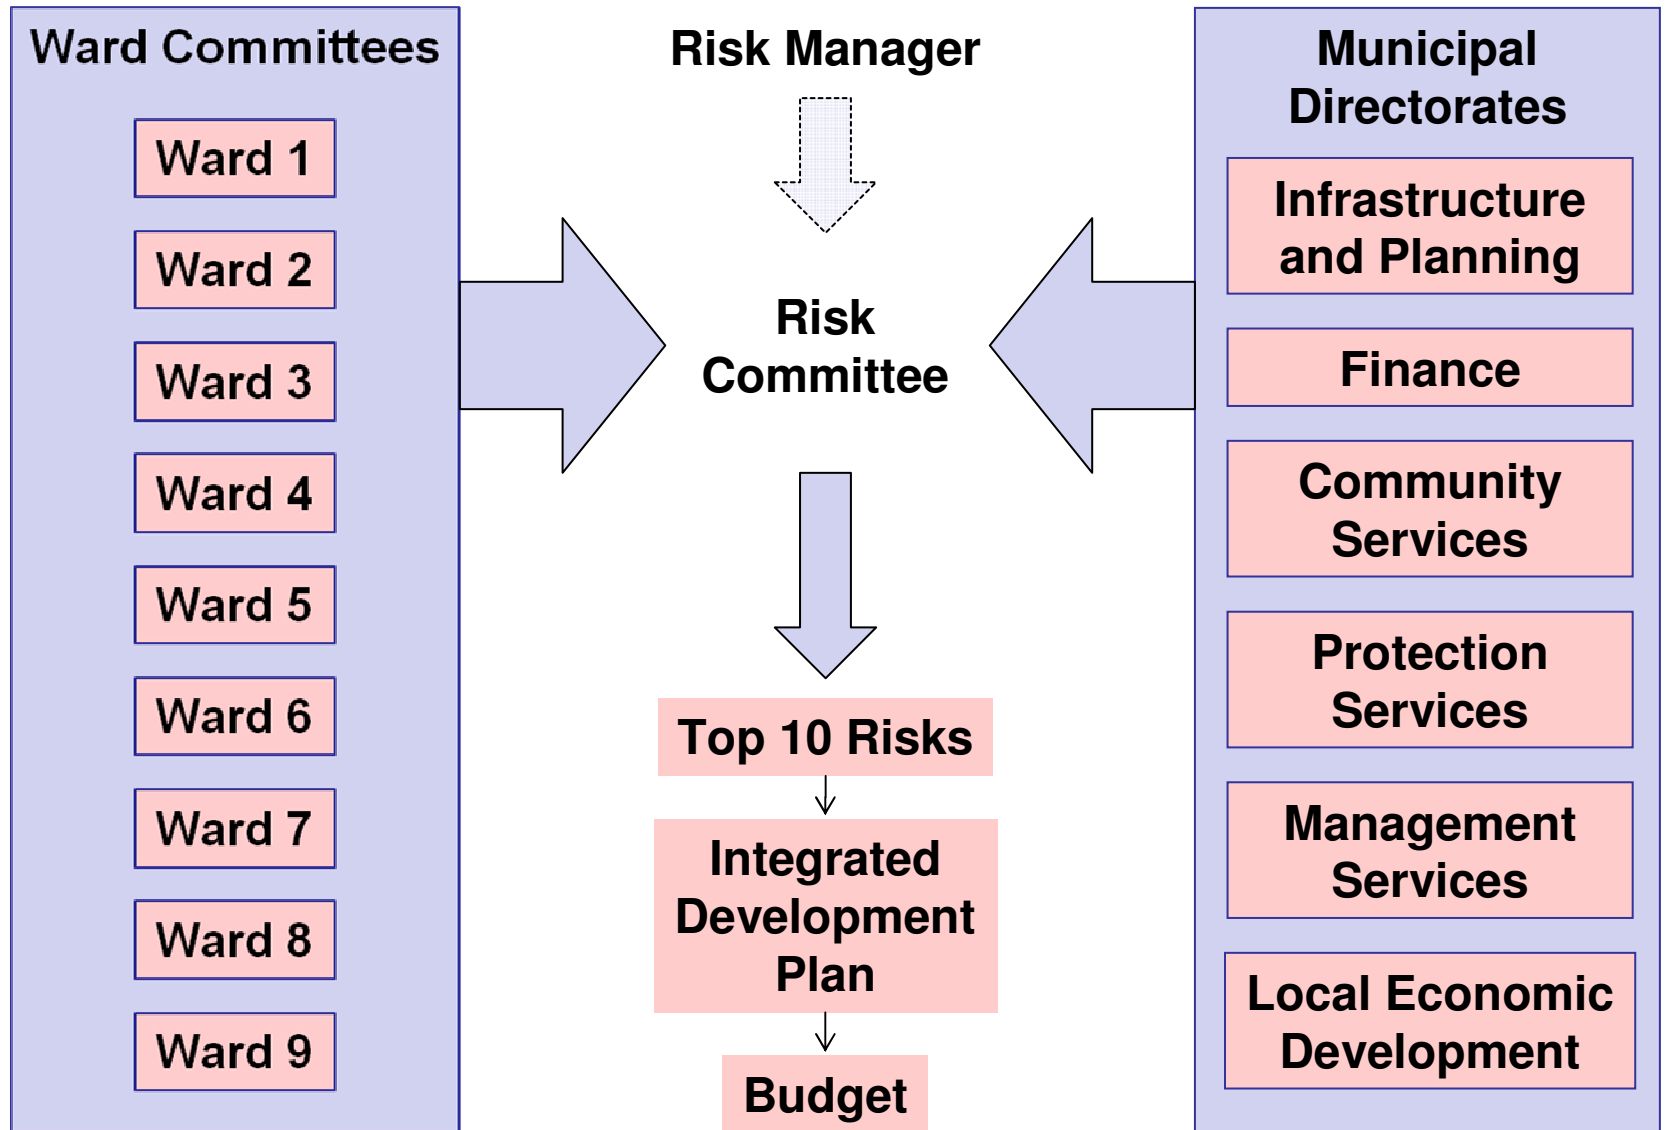 Ward Committees
Ward 1
Ward 2
Ward 3
Ward 4
Ward 5
Ward 6
Ward 7
Ward 8
Ward 9
Risk Manager
Risk
Committee
Top 10 Risks
Integrated
Development
Plan
Budget
Municipal
Directorates
Infrastructure
and Planning
Finance
Community
Services
Protection
Services
Management
Services
Local Economic
Development